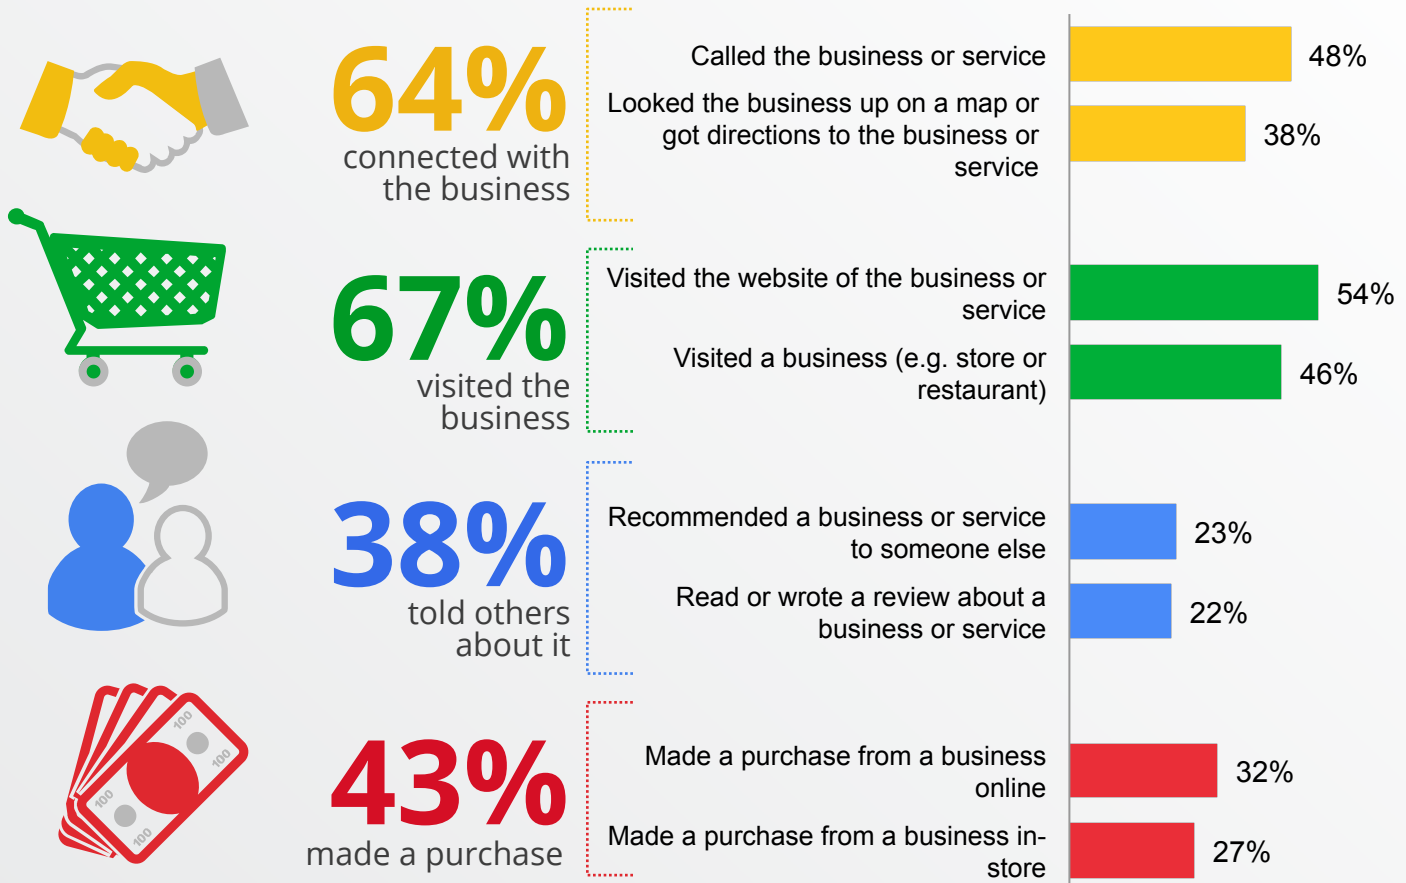 64%
connected with
the business
Called the business or service
48%
Looked the business up on a map or
got directions to the business or
service
38%
67%
visited the
business
Visited the website of the business or
service
54%
Visited a business (e.g. store or
restaurant)
46%
38%
told others
about it
Recommended a business or service
to someone else
23%
Read or wrote a review about a
business or service
22%
100
100
100
100
43%
made a purchase
Made a purchase from a business
online
32%
Made a purchase from a business in-
store
27%